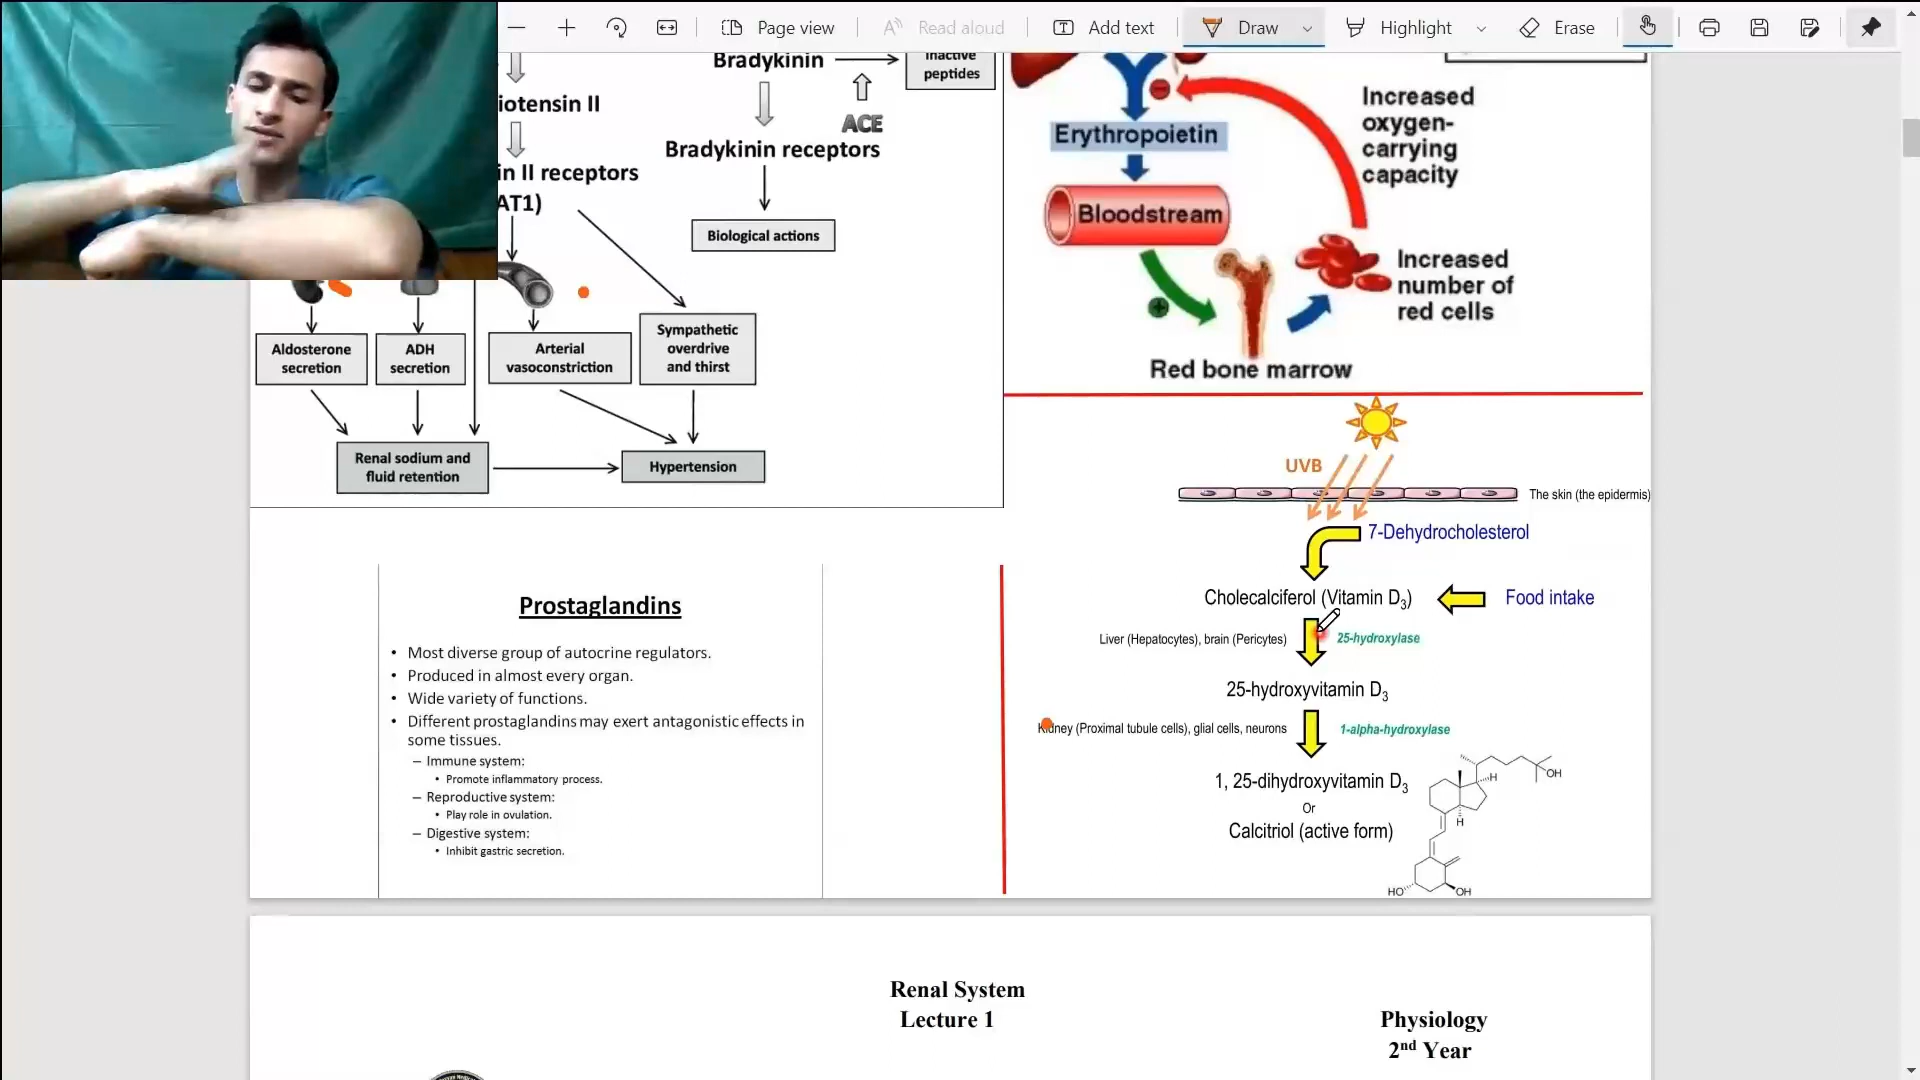 Page view
Read aloud
Add text
Draw
Highlight
Erase
Bradykinin
inactive
peptides
iotensin II
ACE
Bradykinin receptors
in II receptors
AT1)
Biological actions
Aldosterone
secretion
ADH
secretion
Arterial
vasoconstriction
Sympathetic
overdrive
and thirst
Renal sodium and
fluid retention
Hypertension
Erythropoietin
Increased
oxygen-
carrying
capacity
Bloodstream
Increased
number of
red cells
Red bone marrow
UVB
The skin (the epidermis)
7-Dehydrocholesterol
Cholecalciferol (Vitamin D3)
Food intake
Liver (Hepatocytes), brain (Pericytes)
25-hydroxylase
25-hydroxyvitamin D3
Kidney (Proximal tubule cells), glial cells, neurons
1-alpha-hydroxylase
1, 25-dihydroxyvitamin D3
Or
Calcitriol (active form)
OH
H
H
HO
OH
Prostaglandins
• Most diverse group of autocrine regulators.
• Produced in almost every organ.
• Wide variety of functions.
• Different prostaglandins may exert antagonistic effects in
some tissues.
– Immune system:
• Promote inflammatory process.
– Reproductive system:
• Play role in ovulation.
– Digestive system:
• Inhibit gastric secretion.
Renal System
Lecture 1
Physiology
2nd Year